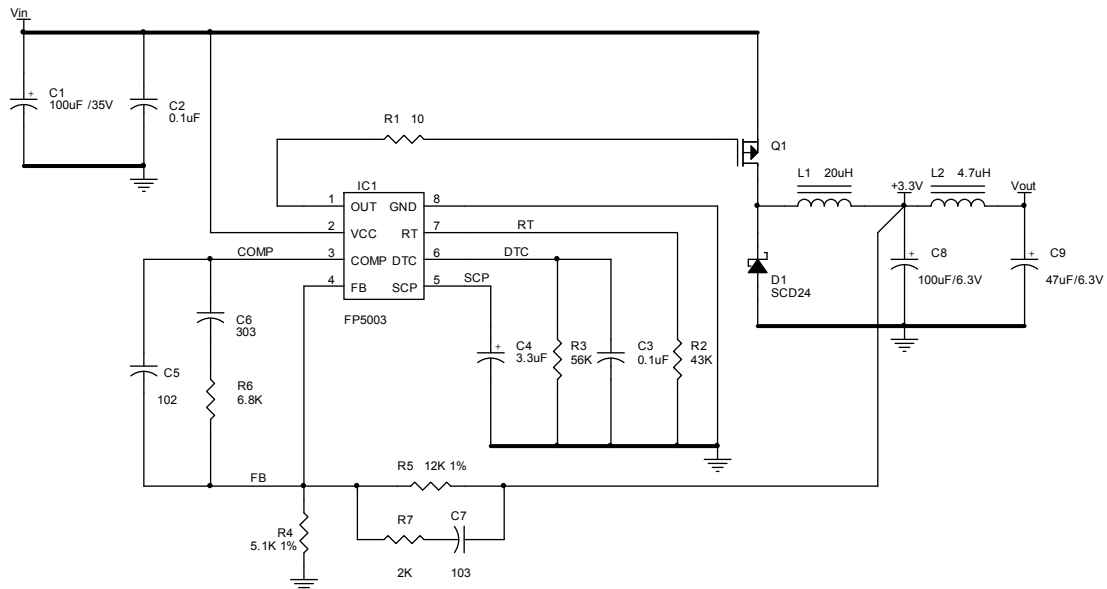 Vin
C1
100uF /35V
C2
0.1uF
R1 10
Q1
IC1
1 OUT GND 8
2 VCC RT 7
3 COMP DTC 6
4 FB SCP 5
FP5003
COMP
RT
DTC
SCP
L1 20uH
+3.3V
L2 4.7uH
Vout
D1
SCD24
+
C8
100uF/6.3V
+
C9
47uF/6.3V
+
C6
303
C5
102
R6
6.8K
+
C4
3.3uF
R3
56K
C3
0.1uF
R2
43K
FB
R5 12K 1%
R4
5.1K 1%
R7
2K
C7
103